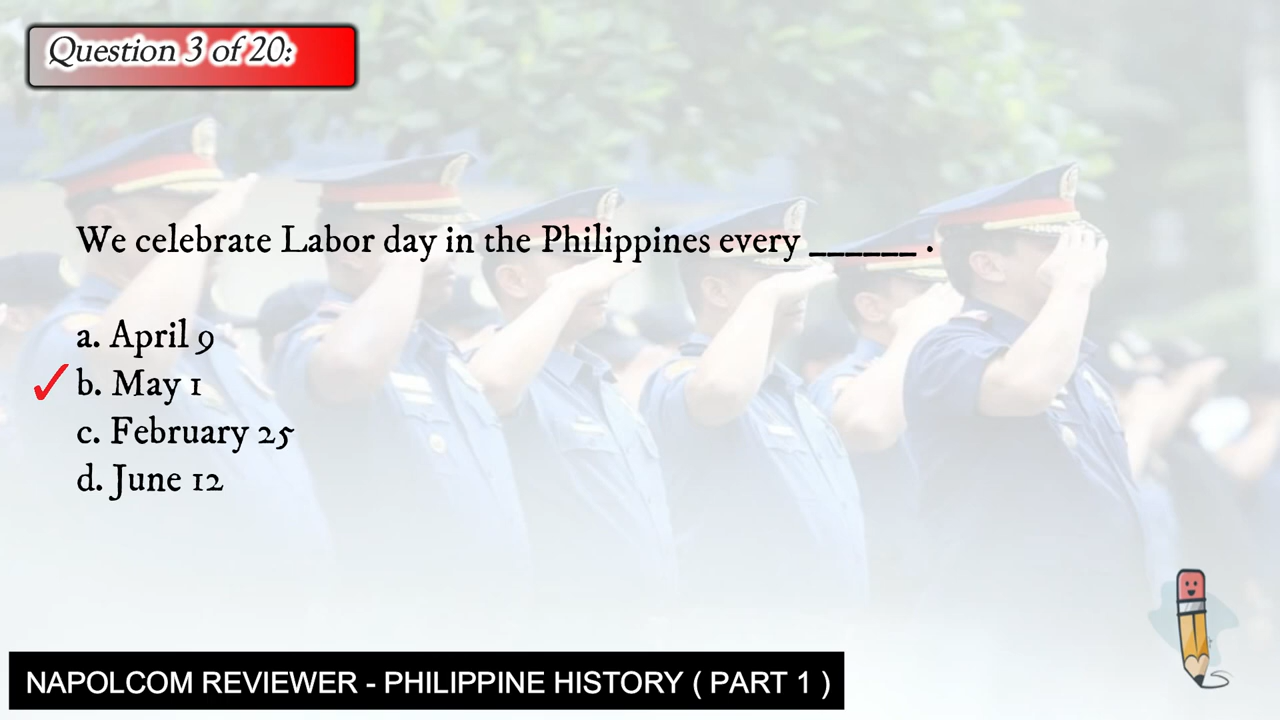 Question 3 of 20:
We celebrate Labor day in the Philippines every ______ .
a. April 9
b. May 1
c. February 25
d. June 12
NAPOLCOM REVIEWER - PHILIPPINE HISTORY ( PART 1 )